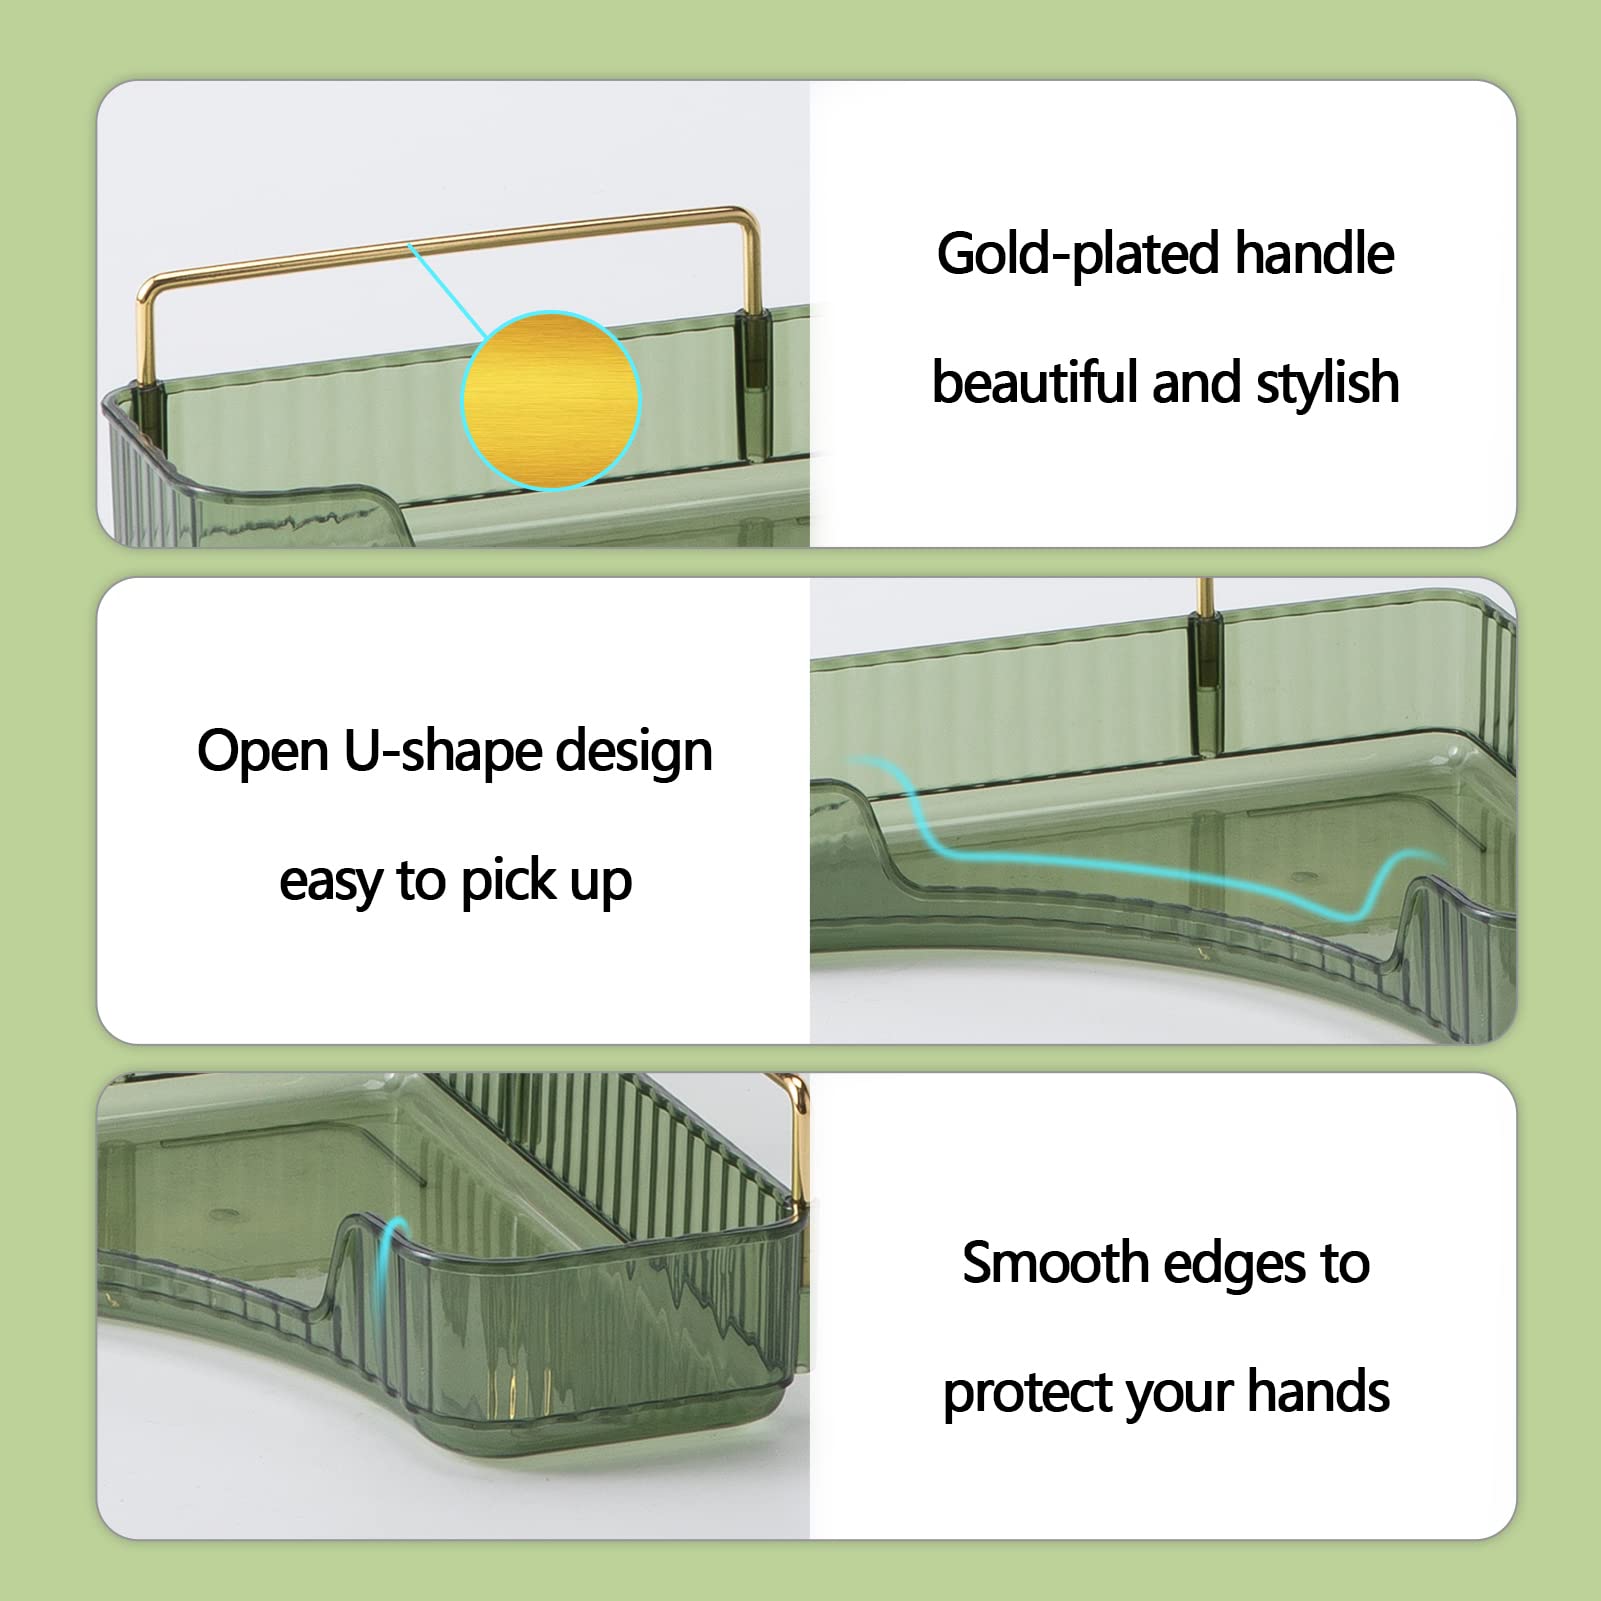 Gold-plated handle
beautiful and stylish
Open U-shape design
easy to pick up
Smooth edges to
protect your hands